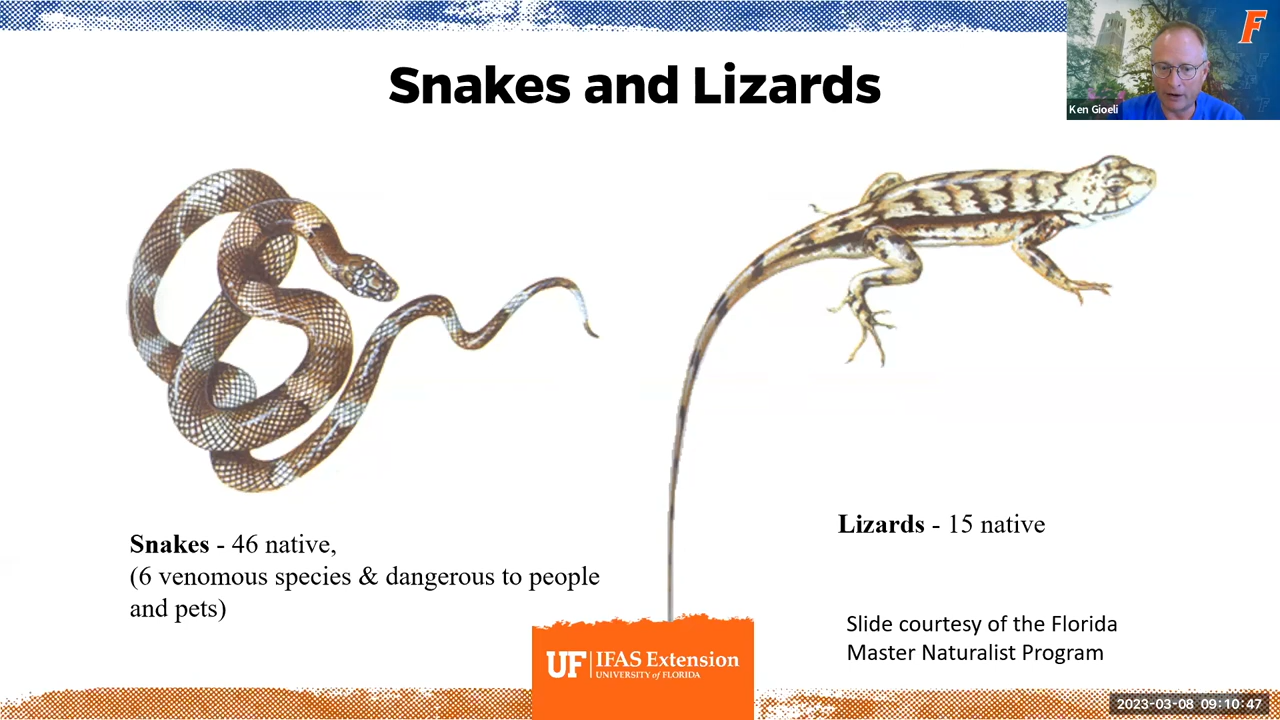 F
Ken Gioeli
Snakes and Lizards
Snakes - 46 native,
(6 venomous species & dangerous to people
and pets)
Lizards - 15 native
Slide courtesy of the Florida
Master Naturalist Program
UF | IFAS Extension
UNIVERSITY of FLORIDA
2023-03-08 09:10:47